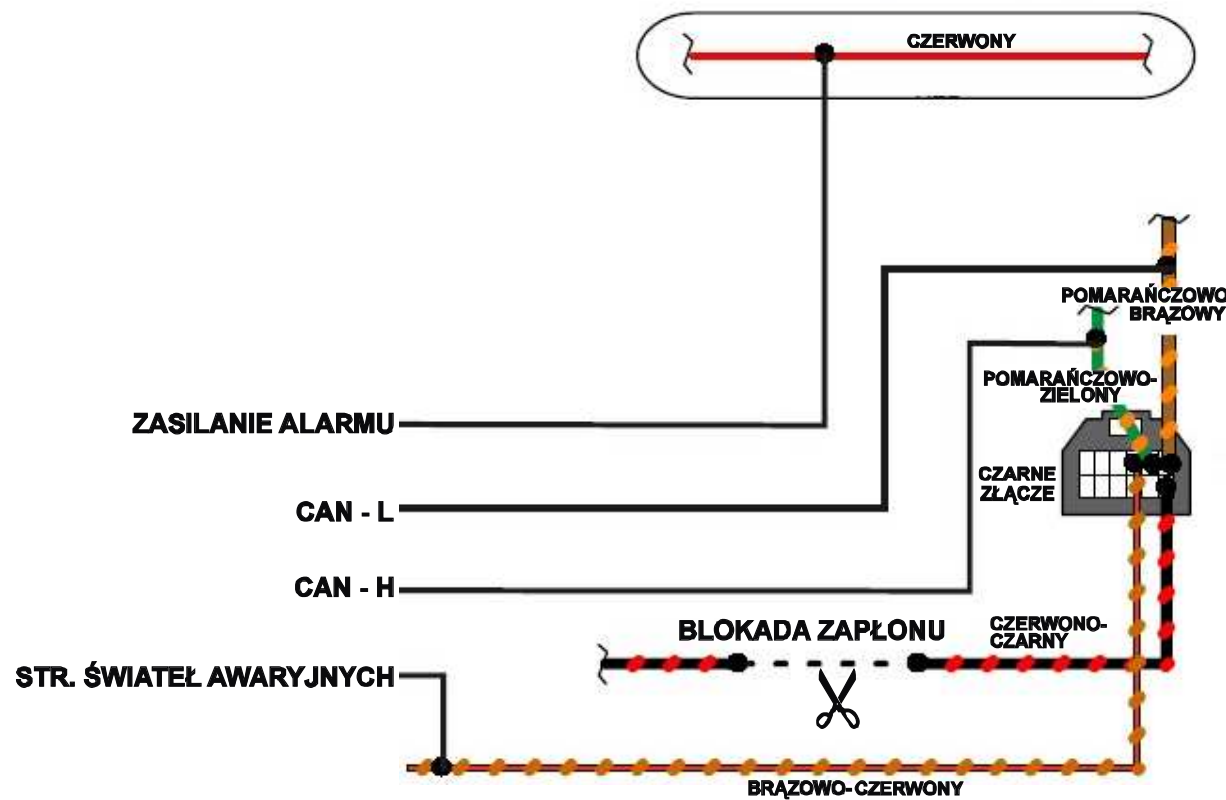 CZERWONY
POMARAŃCZOWO
BRĄZOWY
POMARAŃCZOWO-
ZIELONY
ZASILANIE ALARMU
CZARNE
ZŁĄCZE
CAN - L
CAN - H
BLOKADA ZAPŁONU
CZERWONO-
CZARNY
STR. ŚWIATEŁ AWARYJNYCH
BRĄZOWO-CZERWONY